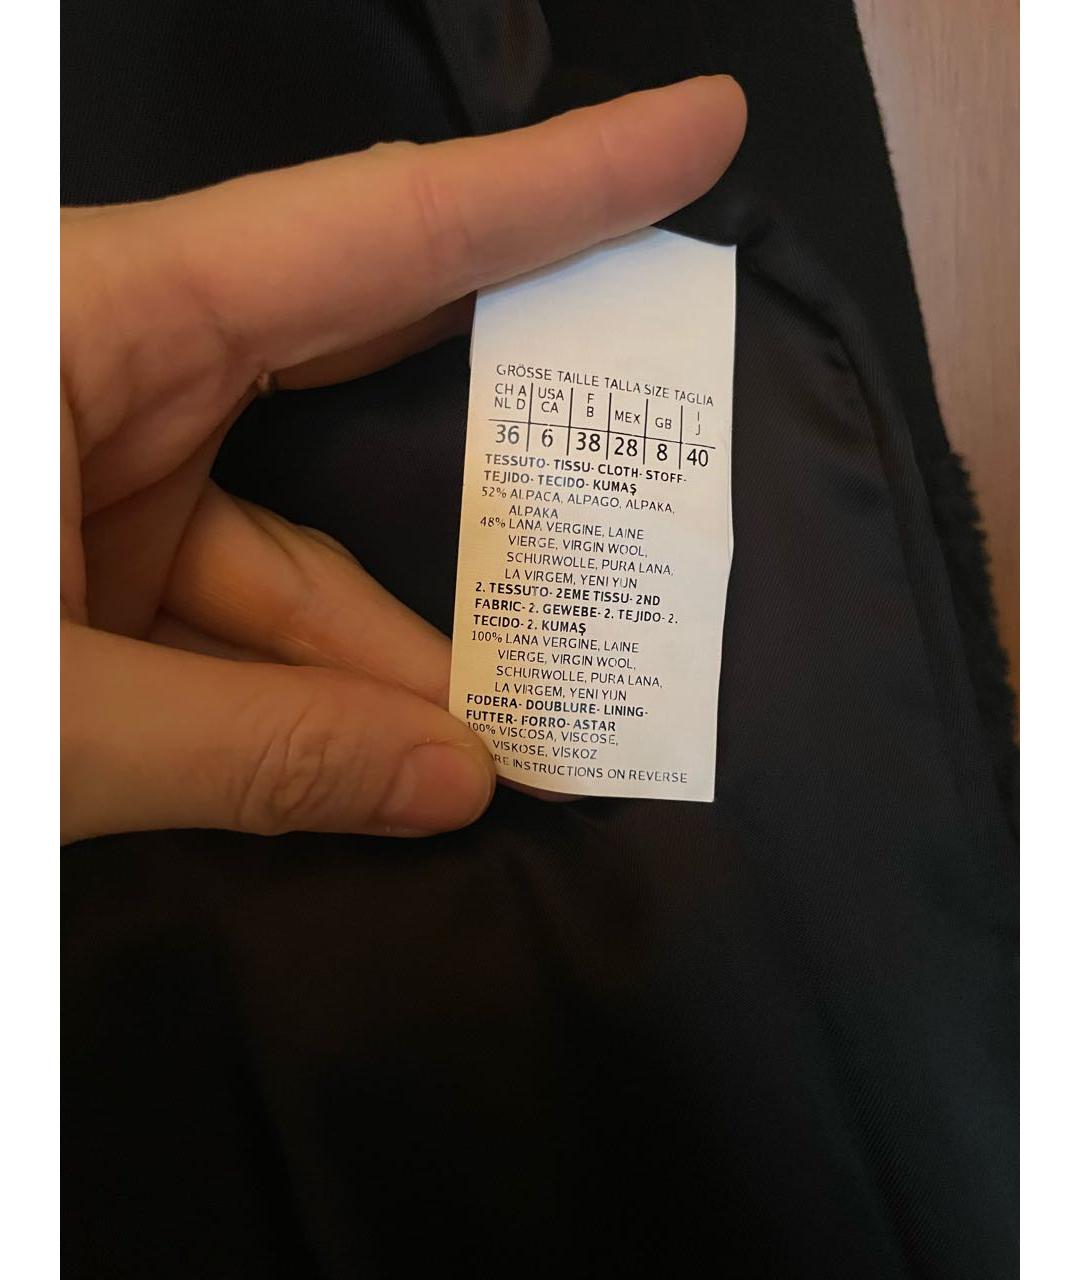 GRÖSSE TAILLE TALLA SIZE TAGLIA
CH A USA F MEX GB I
NL D CA B J
36 6 38 28 8 40
TESSUTO- TISSU- CLOTH- STOFF-
TEJIDO- TECIDO- KUMAŞ
52% ALPACA, ALPAGO, ALPAKA,
ALPAKA
48% LANA VERGINE, LAINE
VIERGE, VIRGIN WOOL,
SCHURWOLLE, PURA LANA,
LA VIRGEM, YENI YUN
2. TESSUTO- 2EME TISSU- 2ND
FABRIC- 2. GEWEBE- 2. TEJIDO- 2.
TECIDO- 2. KUMAŞ
100% LANA VERGINE, LAINE
VIERGE, VIRGIN WOOL,
SCHURWOLLE, PURA LANA,
LA VIRGEM, YENI YUN
FODERA- DOUBLURE- LINING-
FUTTER- FORRO- ASTAR
100% VISCOSA, VISCOSE,
VISKOSE, VİSKOZ
RE INSTRUCTIONS ON REVERSE